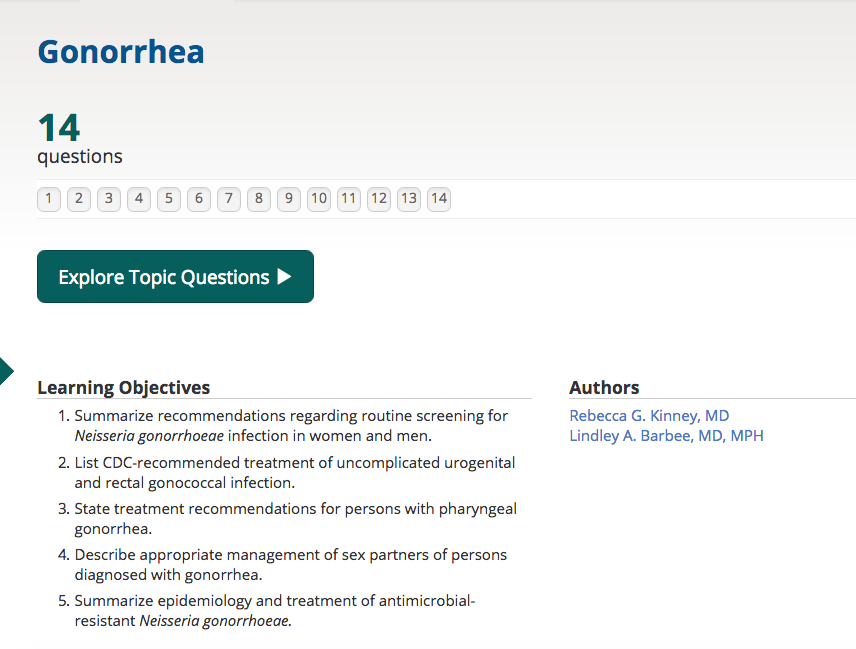 Gonorrhea
14
questions
1 2 3 4 5 6 7 8 9 10 11 12 13 14
Explore Topic Questions ▶
Learning Objectives
1. Summarize recommendations regarding routine screening for
Neisseria gonorrhoeae infection in women and men.
2. List CDC-recommended treatment of uncomplicated urogenital
and rectal gonococcal infection.
3. State treatment recommendations for persons with pharyngeal
gonorrhea.
4. Describe appropriate management of sex partners of persons
diagnosed with gonorrhea.
5. Summarize epidemiology and treatment of antimicrobial-
resistant Neisseria gonorrhoeae.
Authors
Rebecca G. Kinney, MD
Lindley A. Barbee, MD, MPH